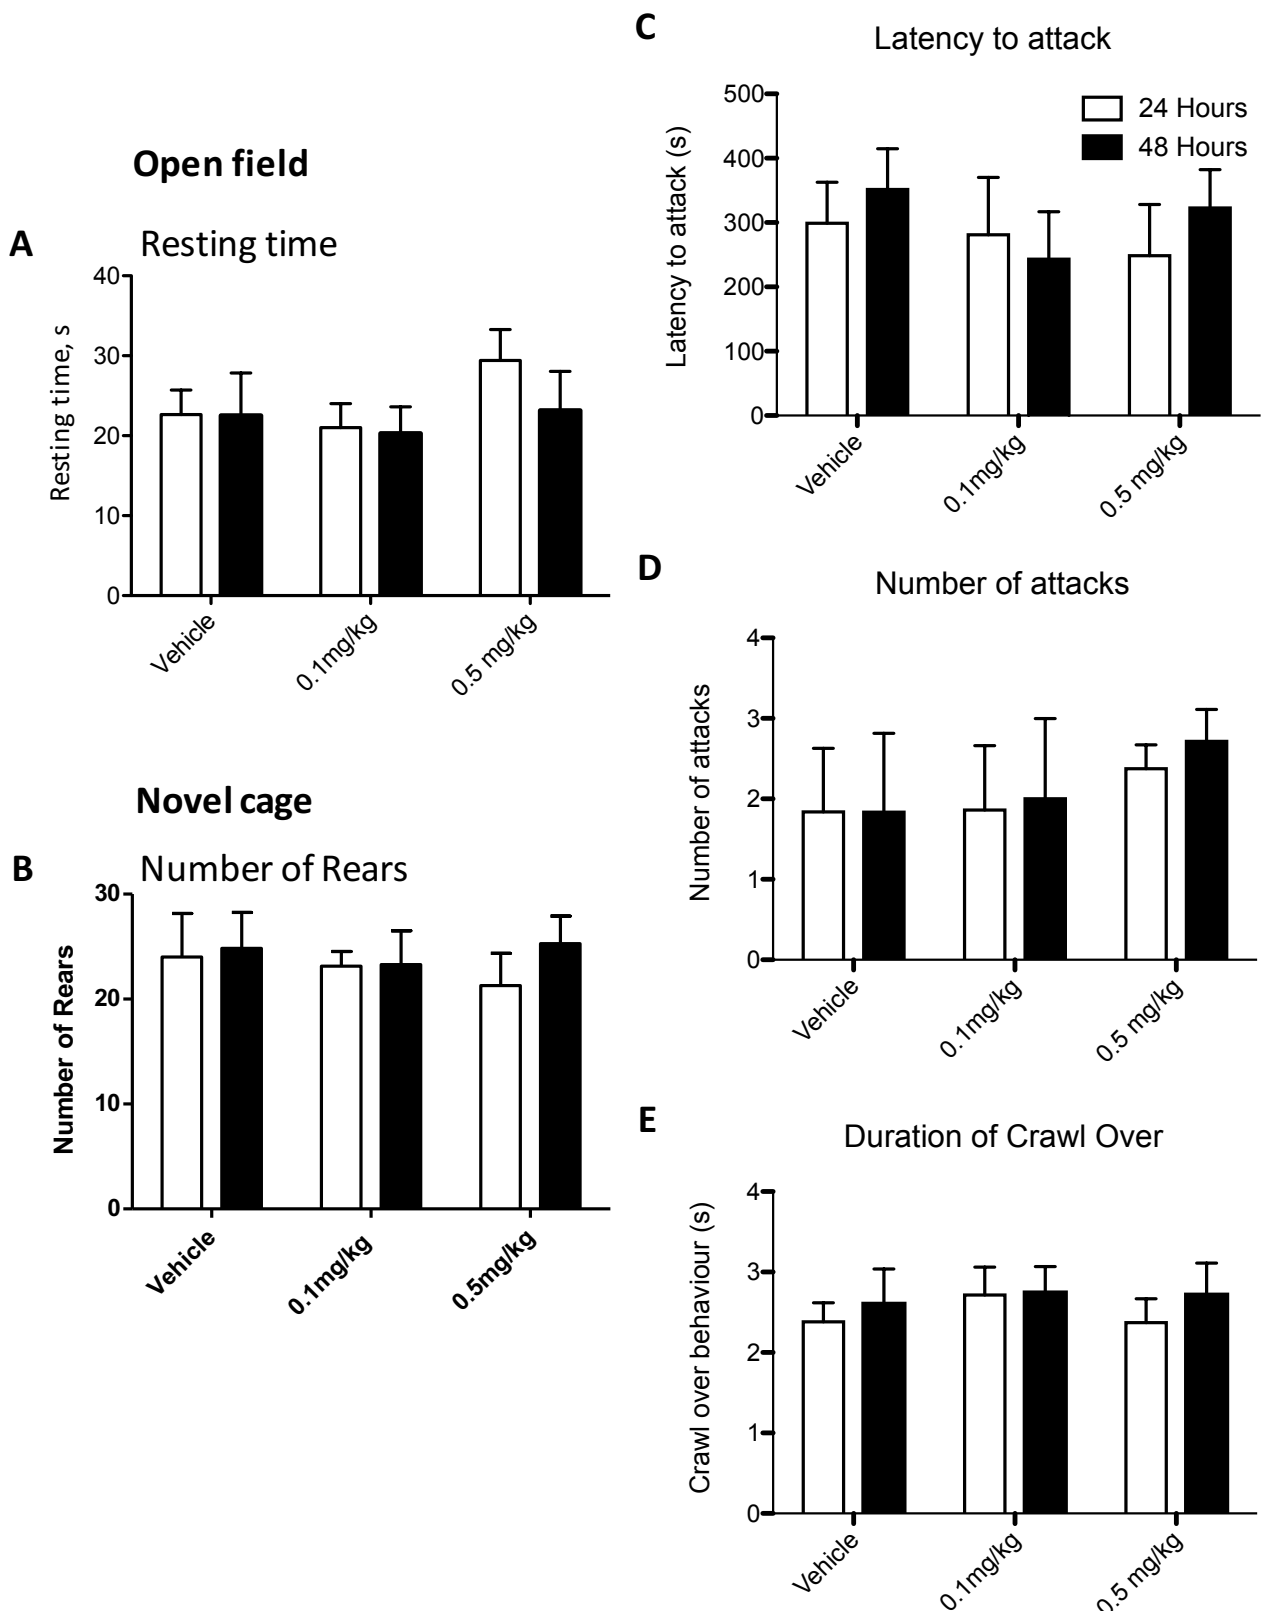 Open field
A
Resting time
40
30
20
10
0
Resting time, s
Vehicle
0.1mg/kg
0.5 mg/kg
Novel cage
B
Number of Rears
30
20
10
0
Number of Rears
Vehicle
0.1mg/kg
0.5mg/kg
C
Latency to attack
500
400
300
200
100
0
Latency to attack (s)
24 Hours
48 Hours
Vehicle
0.1mg/kg
0.5 mg/kg
D
Number of attacks
4
3
2
1
0
Number of attacks
Vehicle
0.1mg/kg
0.5 mg/kg
E
Duration of Crawl Over
4
3
2
1
0
Crawl over behaviour (s)
Vehicle
0.1mg/kg
0.5 mg/kg